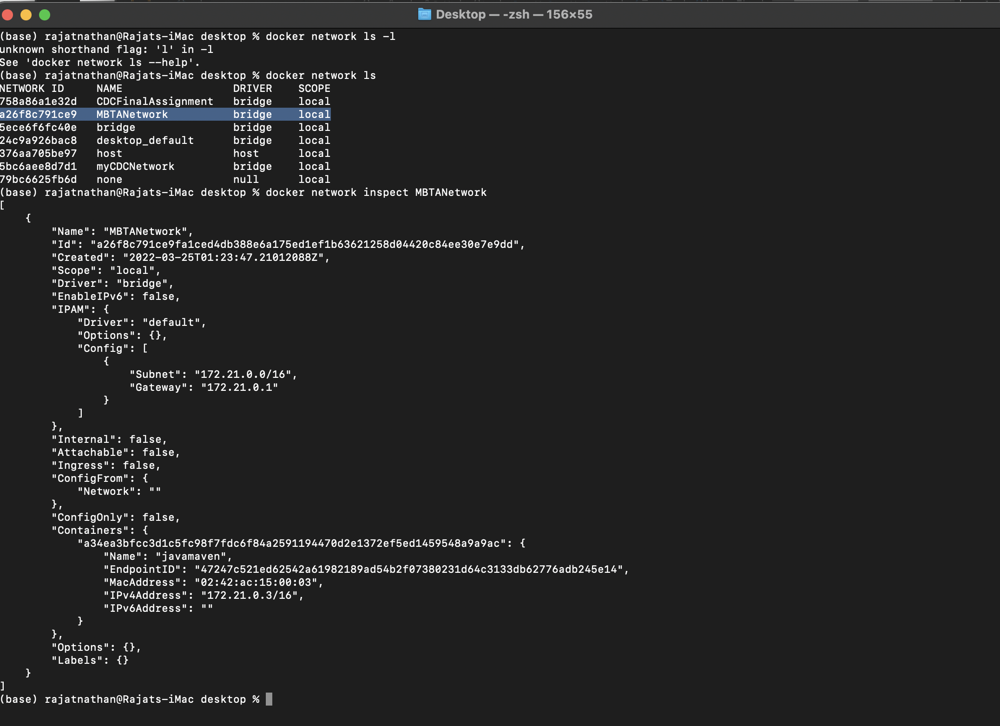 Desktop — -zsh — 156×55
(base) rajatnathan@Rajats-iMac desktop % docker network ls -l
unknown shorthand flag: 'l' in -l
See 'docker network ls --help'.
(base) rajatnathan@Rajats-iMac desktop % docker network ls
NETWORK ID     NAME                 DRIVER    SCOPE
758a86a1e32d   CDCFinalAssignment   bridge    local
a26f8c791ce9   MBTANetwork          bridge    local
5ece6f6fc40e   bridge               bridge    local
24c9a926bac8   desktop_default      bridge    local
376aa705be97   host                 host      local
5bc6aee8d7d1   myCDCNetwork         bridge    local
79bc6625fb6d   none                 null      local
(base) rajatnathan@Rajats-iMac desktop % docker network inspect MBTANetwork
[
    {
        "Name": "MBTANetwork",
        "Id": "a26f8c791ce9fa1ced4db388e6a175ed1ef1b63621258d04420c84ee30e7e9dd",
        "Created": "2022-03-25T01:23:47.21012088Z",
        "Scope": "local",
        "Driver": "bridge",
        "EnableIPv6": false,
        "IPAM": {
            "Driver": "default",
            "Options": {},
            "Config": [
                {
                    "Subnet": "172.21.0.0/16",
                    "Gateway": "172.21.0.1"
                }
            ]
        },
        "Internal": false,
        "Attachable": false,
        "Ingress": false,
        "ConfigFrom": {
            "Network": ""
        },
        "ConfigOnly": false,
        "Containers": {
            "a34ea3bfcc3d1c5fc98f7fdc6f84a2591194470d2e1372ef5ed1459548a9a9ac": {
                "Name": "javamaven",
                "EndpointID": "47247c521ed62542a61982189ad54b2f07380231d64c3133db62776adb245e14",
                "MacAddress": "02:42:ac:15:00:03",
                "IPv4Address": "172.21.0.3/16",
                "IPv6Address": ""
            }
        },
        "Options": {},
        "Labels": {}
    }
]
(base) rajatnathan@Rajats-iMac desktop %